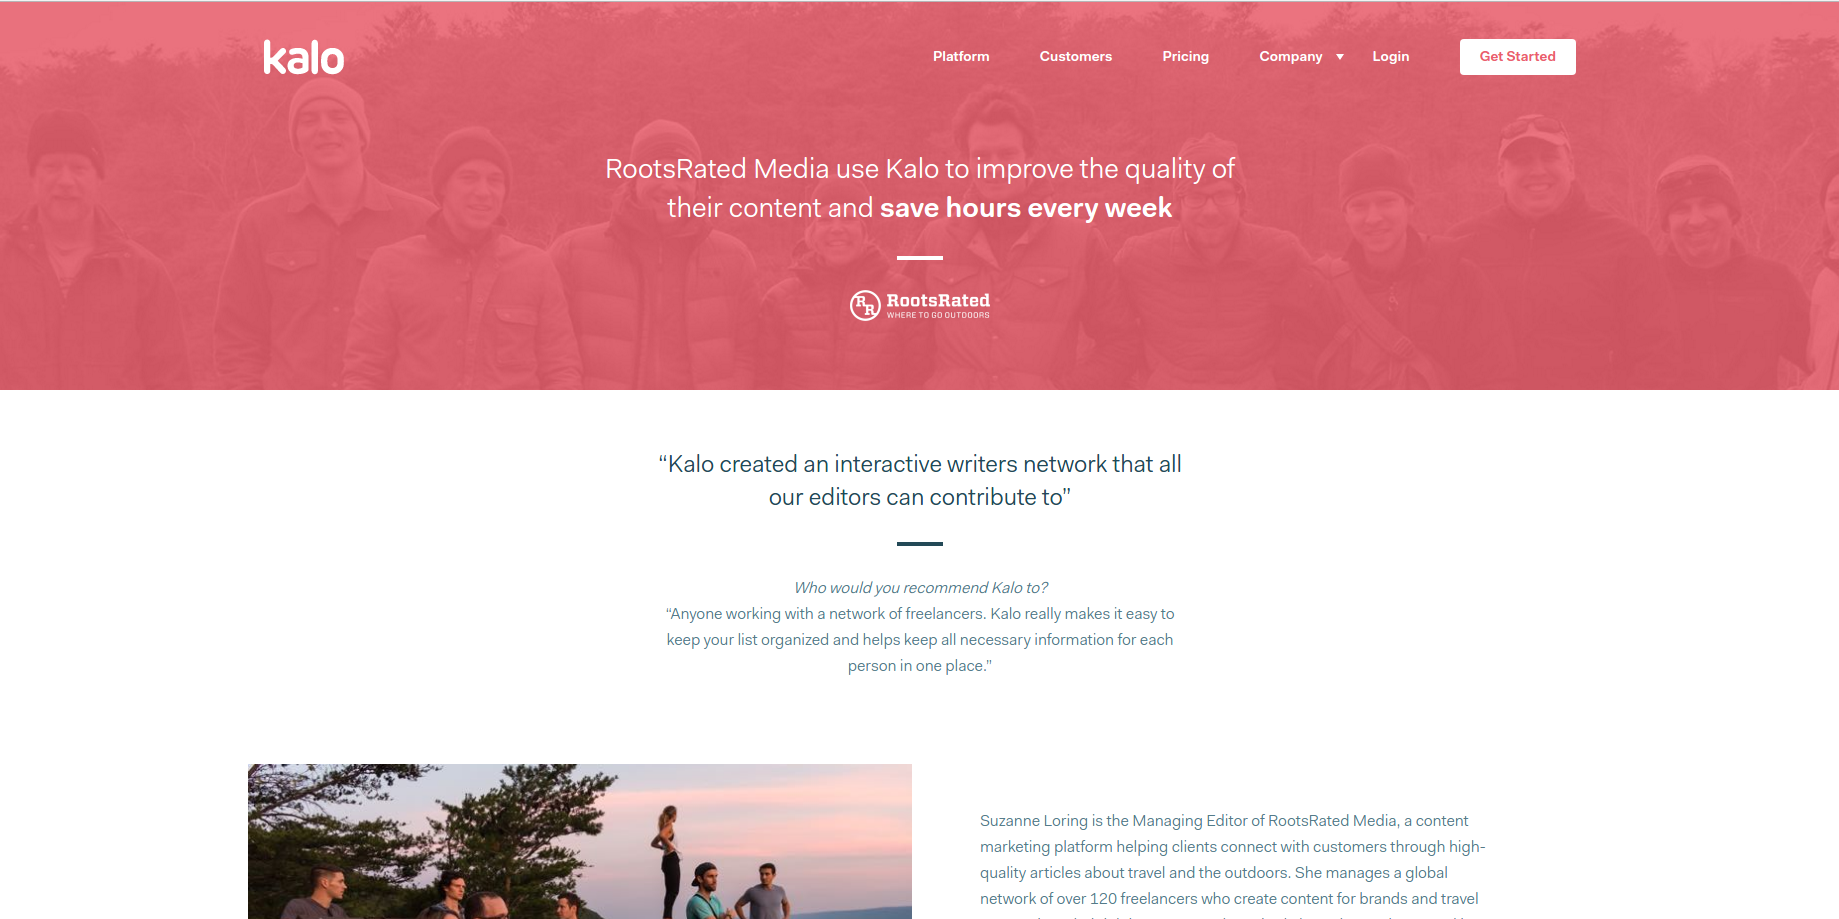 kalo
Platform
Customers
Pricing
Company
Login
Get Started
RootsRated Media use Kalo to improve the quality of
their content and save hours every week
RR
RootsRated
WHERE TO GO OUTDOORS
“Kalo created an interactive writers network that all
our editors can contribute to”
Who would you recommend Kalo to?
“Anyone working with a network of freelancers. Kalo really makes it easy to
keep your list organized and helps keep all necessary information for each
person in one place.”
Suzanne Loring is the Managing Editor of RootsRated Media, a content
marketing platform helping clients connect with customers through high-
quality articles about travel and the outdoors. She manages a global
network of over 120 freelancers who create content for brands and travel